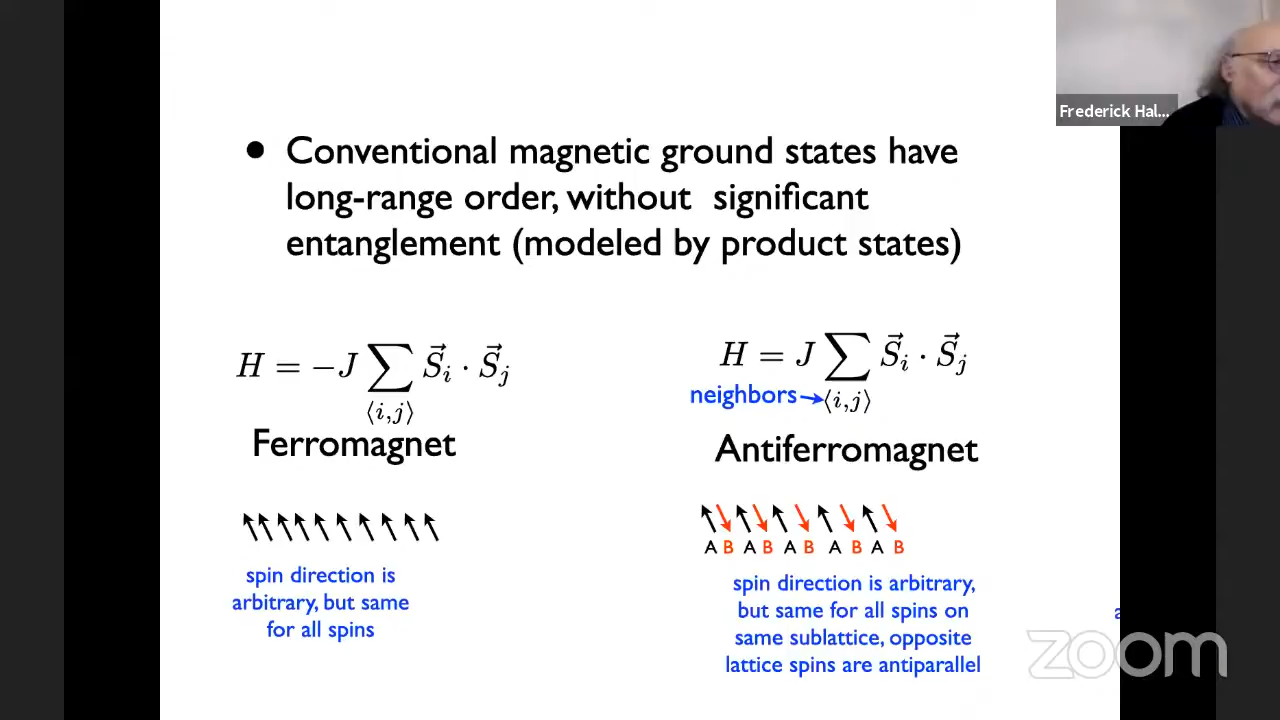 Frederick Hal...
• Conventional magnetic ground states have
long-range order, without significant
entanglement (modeled by product states)
H = −J ∑ S⃗ᵢ · S⃗ⱼ
⟨i,j⟩
Ferromagnet
spin direction is
arbitrary, but same
for all spins
H = J ∑ S⃗ᵢ · S⃗ⱼ
neighbors ⟨i,j⟩
Antiferromagnet
A B A B A B A B A B
spin direction is arbitrary,
but same for all spins on
same sublattice, opposite
lattice spins are antiparallel
zoom